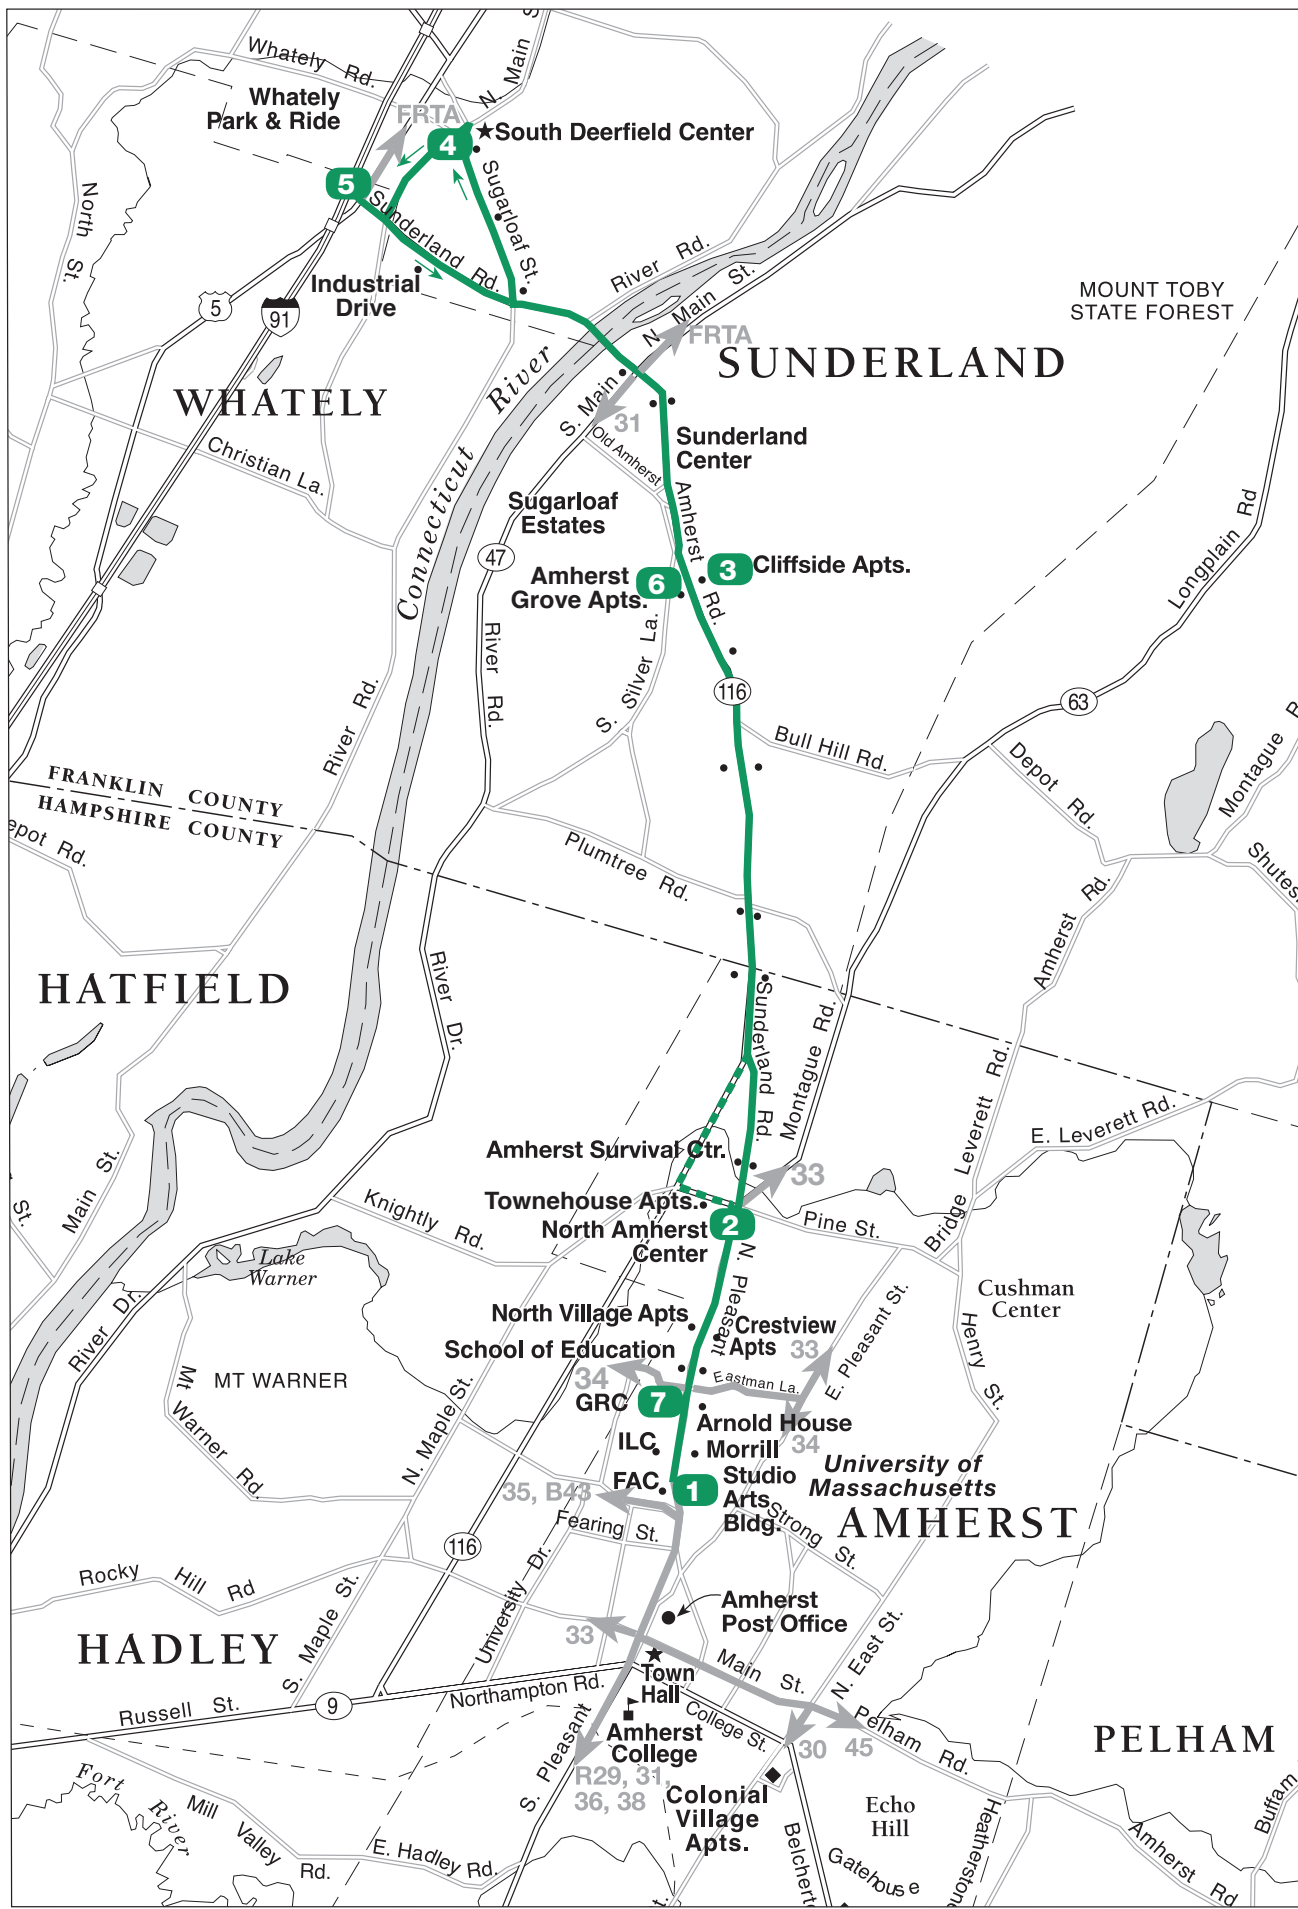 Whately Rd.
N. Main S
Whately
Park & Ride
FRTA
South Deerfield Center
4
5
Sugarloaf St.
Sunderland Rd.
North St.
Industrial
Drive
5
91
River Rd.
N. Main St.
FRTA
MOUNT TOBY
STATE FOREST
SUNDERLAND
WHATELY
Connecticut River
S. Main
31
Old Amherst
Sunderland
Center
Christian La.
Sugarloaf
Estates
Amherst Rd.
47
3
Cliffside Apts.
Amherst
Grove Apts.
6
Longplain Rd
River Rd.
S. Silver La.
116
63
River Rd.
Bull Hill Rd.
Depot Rd.
Montague R
FRANKLIN COUNTY
HAMPSHIRE COUNTY
epot Rd.
Plumtree Rd.
Shutes.
Amherst Rd.
HATFIELD
River Dr.
Sunderland Rd.
Montague Rd.
Bridge Leverett Rd.
E. Leverett Rd.
Amherst Survival Ctr.
33
Main St.
St.
Knightly Rd.
Townehouse Apts.
North Amherst
Center
2
Pine St.
Lake
Warner
N. Pleasant
Cushman
Center
River Dr.
North Village Apts
Crestview
Apts
33
E. Pleasant St.
Henry St.
School of Education
34
Eastman La.
MT WARNER
Mt Warner Rd.
N. Maple St.
GRC
7
Arnold House
34
ILC
Morrill
University of
Massachusetts
FAC
1
Studio
Arts
Bldg.
35, B43
Strong St.
AMHERST
Fearing St.
116
Rocky Hill Rd
University Dr.
S. Maple St.
Amherst
Post Office
HADLEY
33
Town
Hall
Main St.
N. East St.
Russell St.
9
Northampton Rd.
College St.
Pelham Rd.
PELHAM
S. Pleasant
Amherst
College
30
45
R29, 31,
36, 38
Colonial
Village
Apts.
Fort River
Mill Valley Rd.
E. Hadley Rd.
Echo
Hill
Gatehouse
Belcherto
Heatherstone
Amherst Rd
Buffam
t.